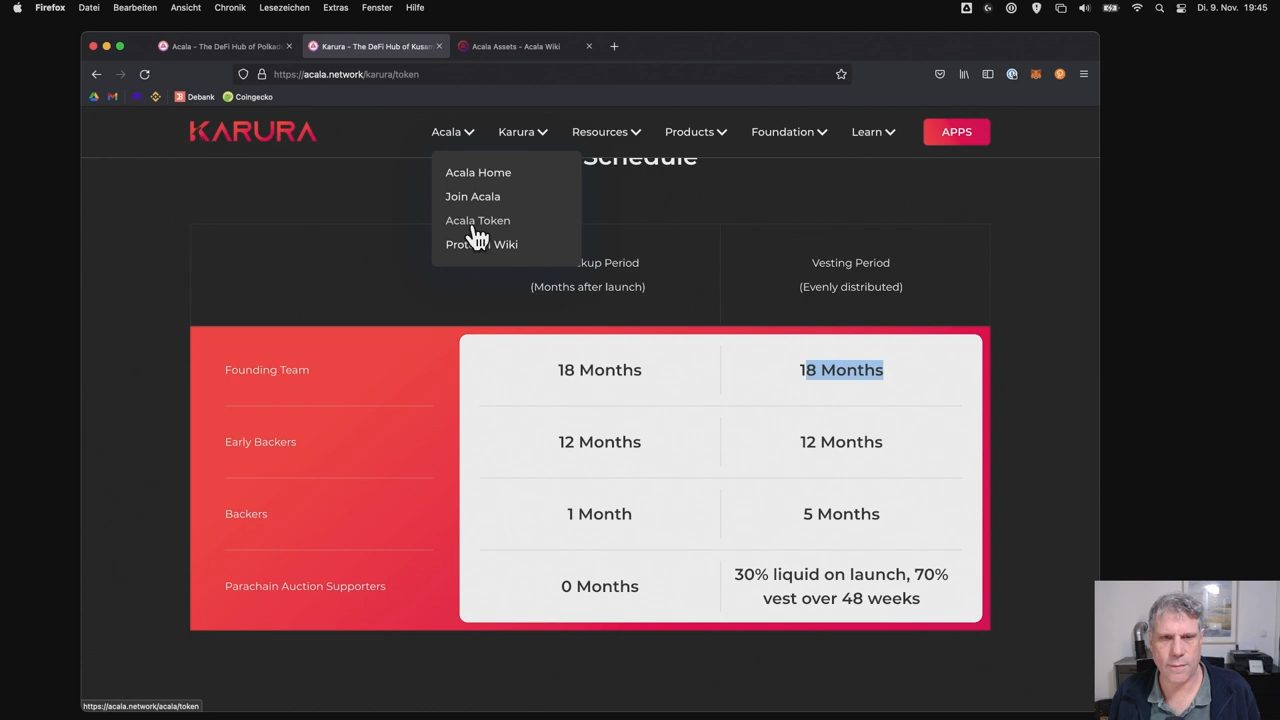 Firefox Datei Bearbeiten Ansicht Chronik Lesezeichen Extras Fenster Hilfe Di. 9. Nov. 19:45
Acala - The DeFi Hub of Polkado Karura - The DeFi Hub of Kusam Acala Assets - Acala Wiki
https://acala.network/karura/token
Debank Coingecko
KARURA Acala Karura Resources Products Foundation Learn APPS
Schedule
Acala Home
Join Acala
Acala Token
Wiki
kup Period Vesting Period
(Months after launch) (Evenly distributed)
Founding Team 18 Months 18 Months
Early Backers 12 Months 12 Months
Backers 1 Month 5 Months
Parachain Auction Supporters 0 Months 30% liquid on launch, 70%
vest over 48 weeks
https://acala.network/acala/token